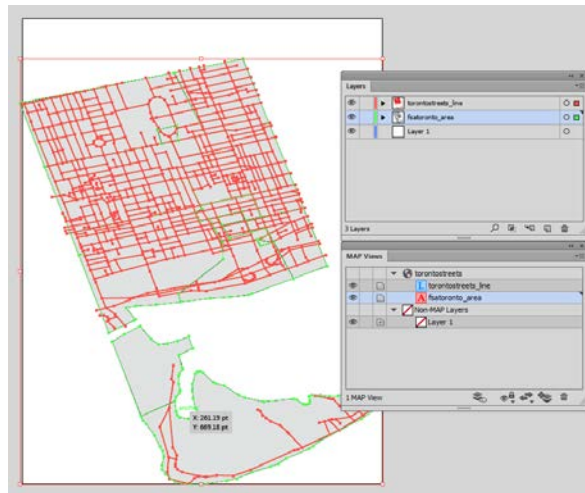 Layers
torontostreets_line
fsatoronto_area
Layer 1
3 Layers
MAP Views
torontostreets
L torontostreets_line
A fsatoronto_area
Non-MAP Layers
Layer 1
1 MAP View
X: 261.19 pt
Y: 669.18 pt